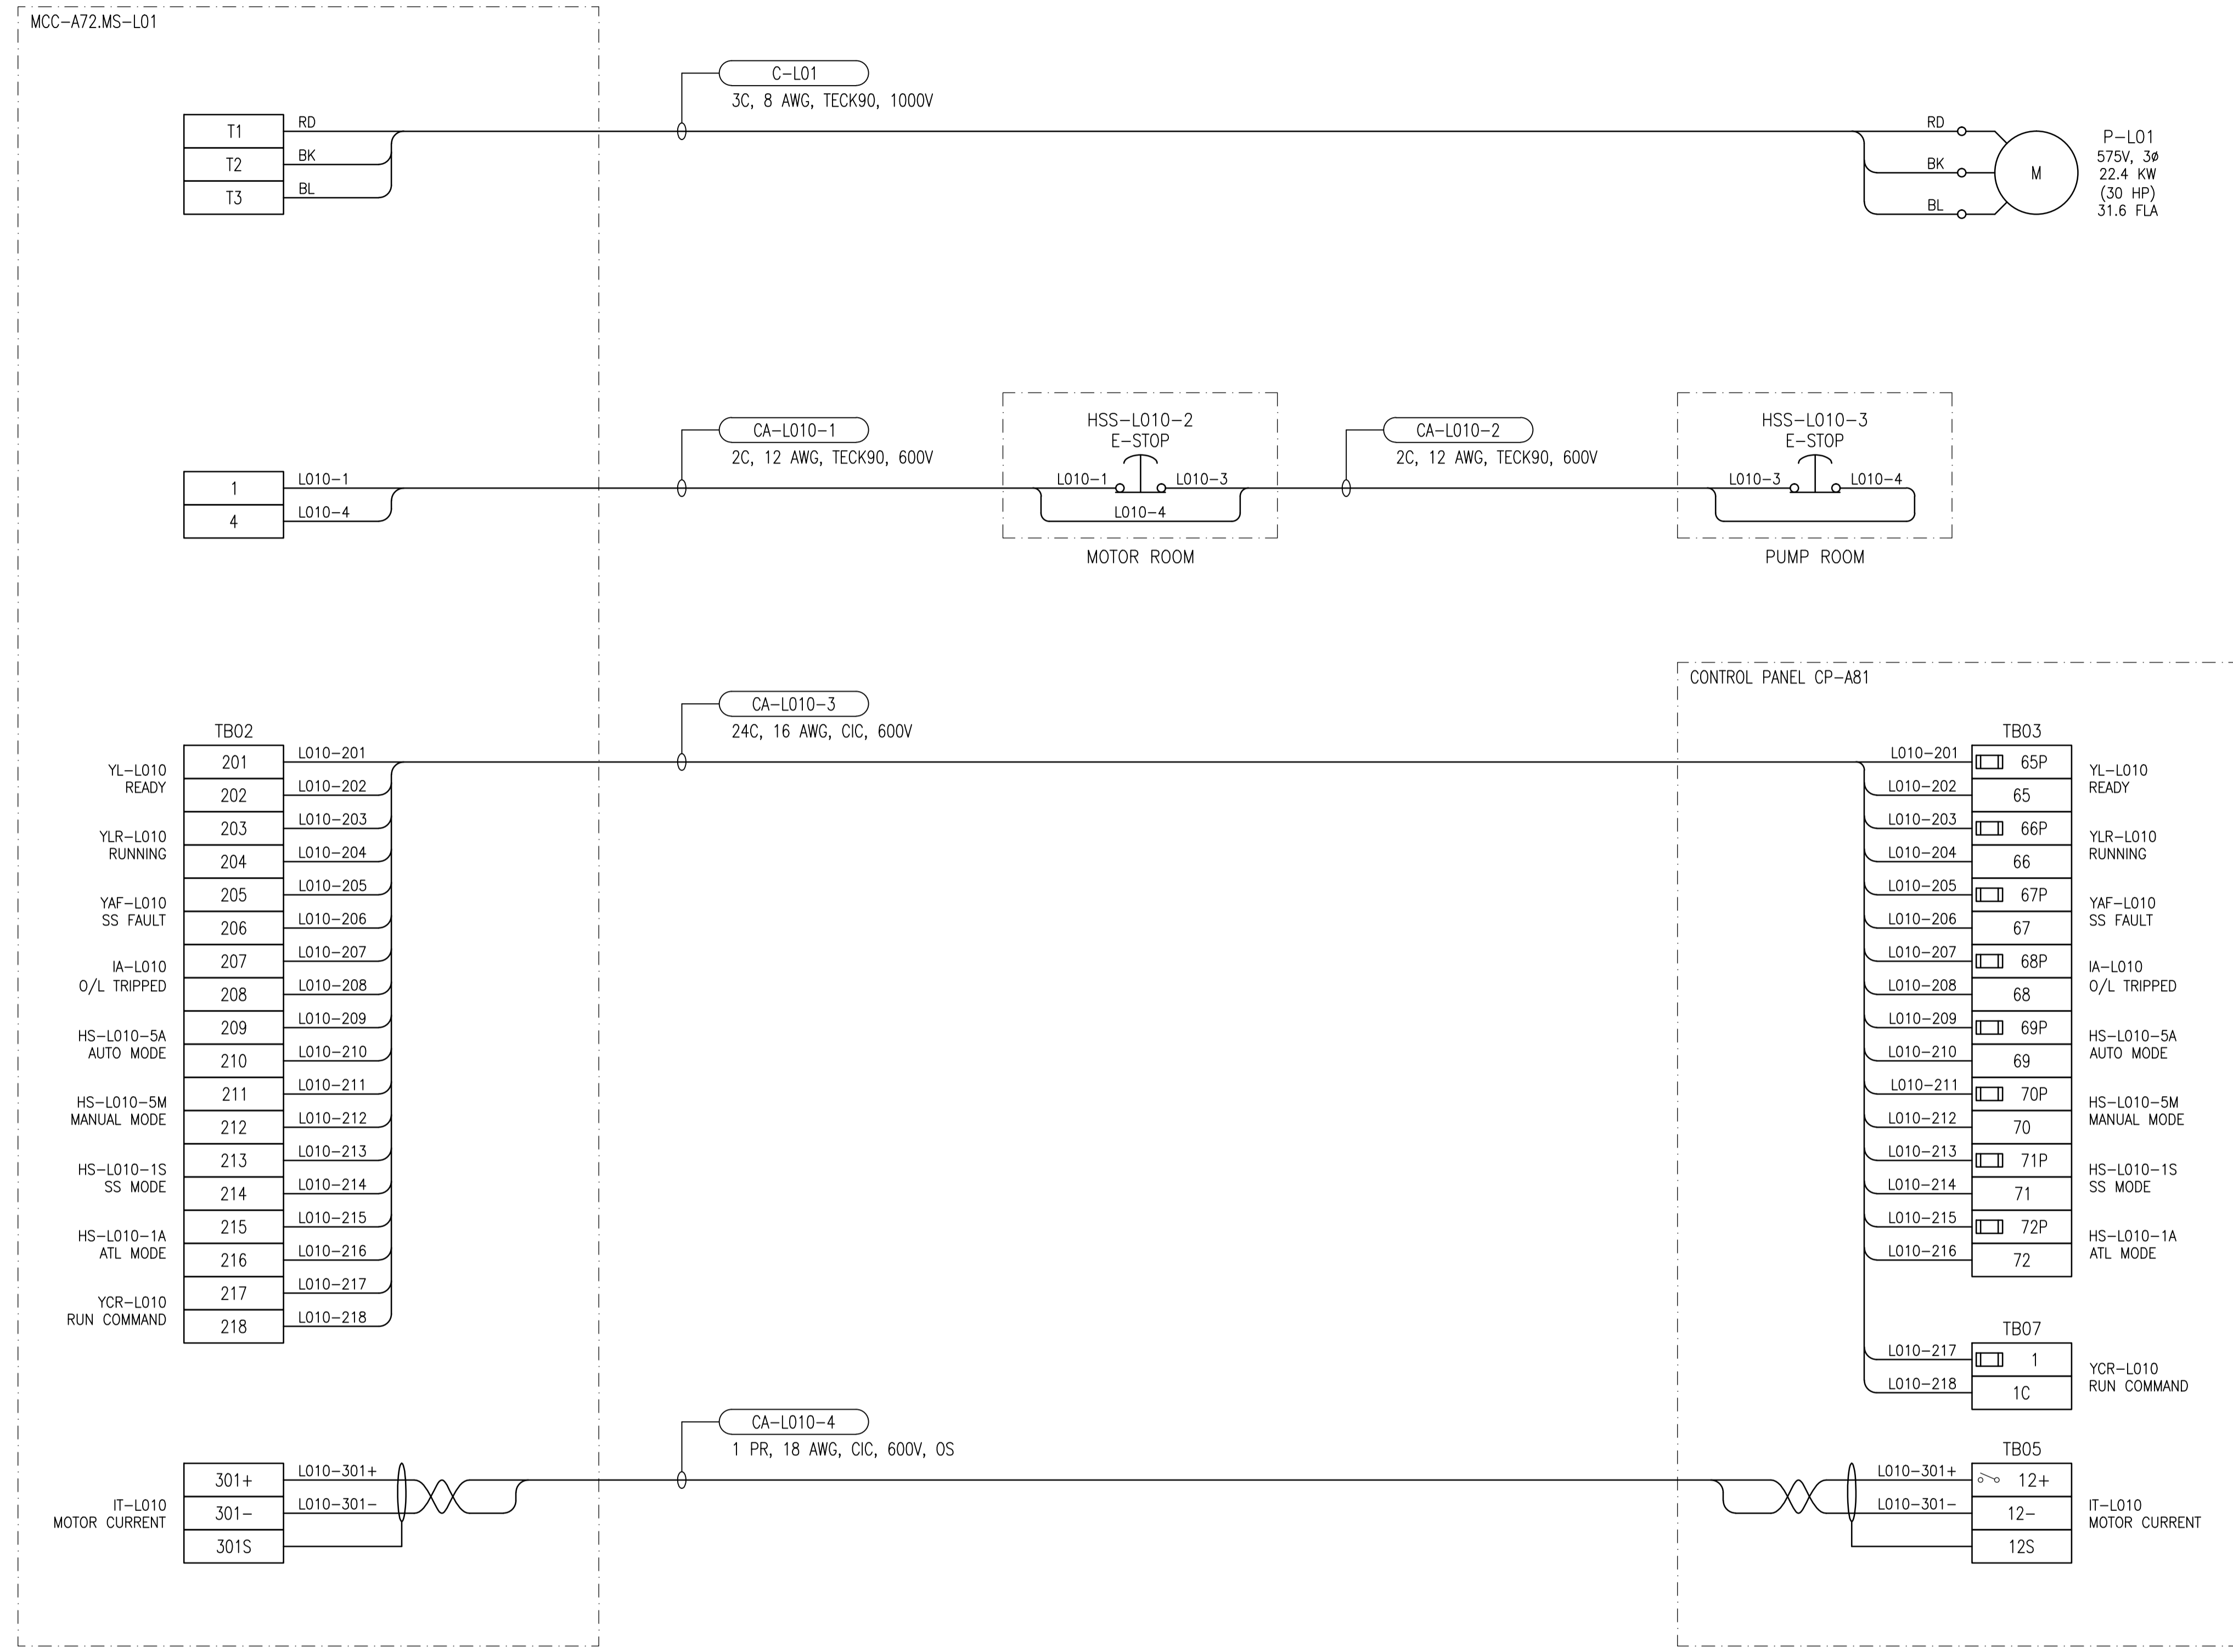 MCC-A72.MS-L01
C-L01
3C, 8 AWG, TECK90, 1000V
T1
RD
T2
BK
T3
BL
RD
BK
BL
M
P-L01
575V, 3ø
22.4 KW
(30 HP)
31.6 FLA
1
L010-1
4
L010-4
CA-L010-1
2C, 12 AWG, TECK90, 600V
HSS-L010-2
E-STOP
L010-1
L010-3
L010-4
MOTOR ROOM
CA-L010-2
2C, 12 AWG, TECK90, 600V
HSS-L010-3
E-STOP
L010-3
L010-4
PUMP ROOM
CONTROL PANEL CP-A81
CA-L010-3
24C, 16 AWG, CIC, 600V
TB02
YL-L010
READY
201
L010-201
202
L010-202
YLR-L010
RUNNING
203
L010-203
204
L010-204
YAF-L010
SS FAULT
205
L010-205
206
L010-206
IA-L010
O/L TRIPPED
207
L010-207
208
L010-208
HS-L010-5A
AUTO MODE
209
L010-209
210
L010-210
HS-L010-5M
MANUAL MODE
211
L010-211
212
L010-212
HS-L010-1S
SS MODE
213
L010-213
214
L010-214
HS-L010-1A
ATL MODE
215
L010-215
216
L010-216
YCR-L010
RUN COMMAND
217
L010-217
218
L010-218
TB03
L010-201
65P
L010-202
65
YL-L010
READY
L010-203
66P
L010-204
66
YLR-L010
RUNNING
L010-205
67P
L010-206
67
YAF-L010
SS FAULT
L010-207
68P
L010-208
68
IA-L010
O/L TRIPPED
L010-209
69P
L010-210
69
HS-L010-5A
AUTO MODE
L010-211
70P
L010-212
70
HS-L010-5M
MANUAL MODE
L010-213
71P
L010-214
71
HS-L010-1S
SS MODE
L010-215
72P
L010-216
72
HS-L010-1A
ATL MODE
TB07
L010-217
1
L010-218
1C
YCR-L010
RUN COMMAND
CA-L010-4
1 PR, 18 AWG, CIC, 600V, OS
IT-L010
MOTOR CURRENT
301+
L010-301+
301-
L010-301-
301S
TB05
L010-301+
12+
L010-301-
12-
12S
IT-L010
MOTOR CURRENT